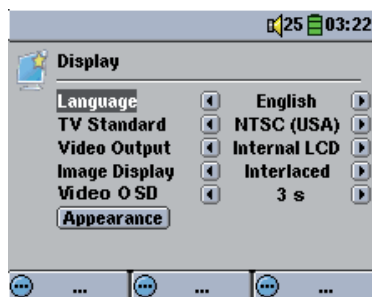 25 03:22
Display
Language English
TV Standard NTSC (USA)
Video Output Internal LCD
Image Display Interlaced
Video OSD 3 s
Appearance
... ... ...